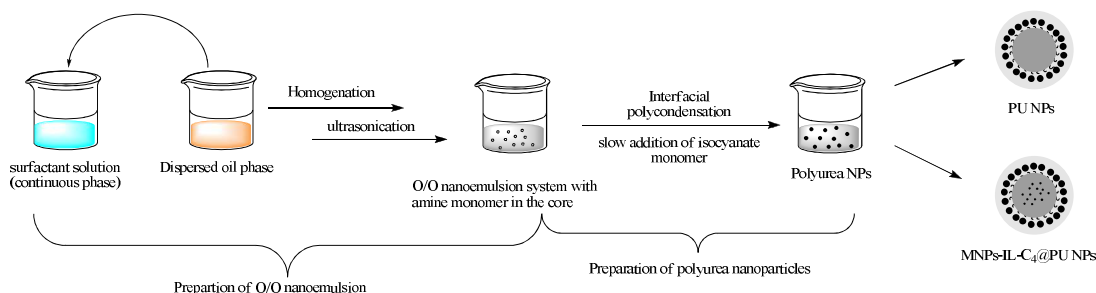 surfactant solution
(continuous phase)
Dispersed oil phase
Homogenation
ultrasonication
O/O nanoemulsion system with
amine monomer in the core
Interfacial
polycondensation
slow addition of isocyanate
monomer
Polyurea NPs
PU NPs
MNPs-IL-C₄@PU NPs
Prepartion of O/O nanoemulsion
Preparation of polyurea nanoparticles